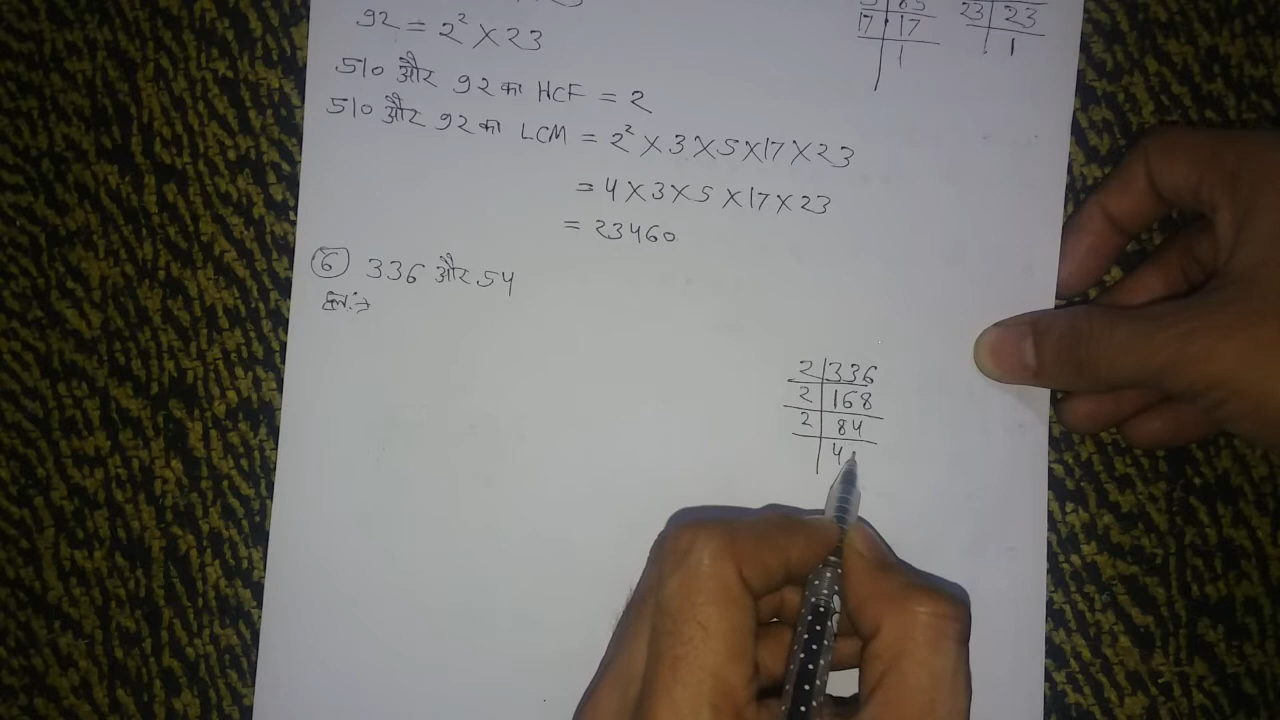 92 = 2² × 23
510 और 92 का HCF = 2
510 और 92 का LCM = 2² × 3 × 5 × 17 × 23
= 4 × 3 × 5 × 17 × 23
= 23460
6 336 और 54
हल:→
17 | 17
1
23 | 23
1
2 | 336
2 | 168
2 | 84
4